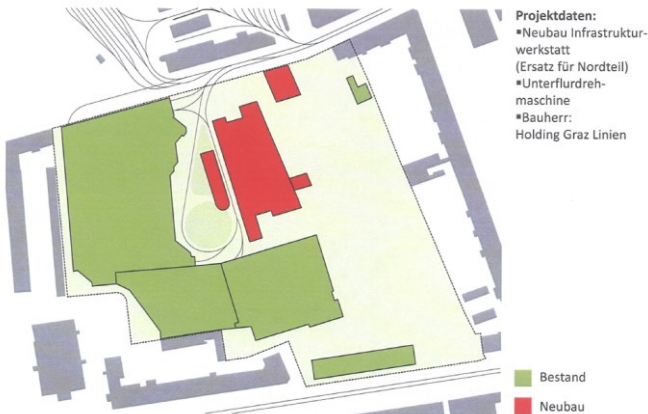 Projektdaten:
▪Neubau Infrastruktur-
werkstatt
(Ersatz für Nordteil)
▪Unterflurdreh-
maschine
▪Bauherr:
Holding Graz Linien
Bestand
Neubau